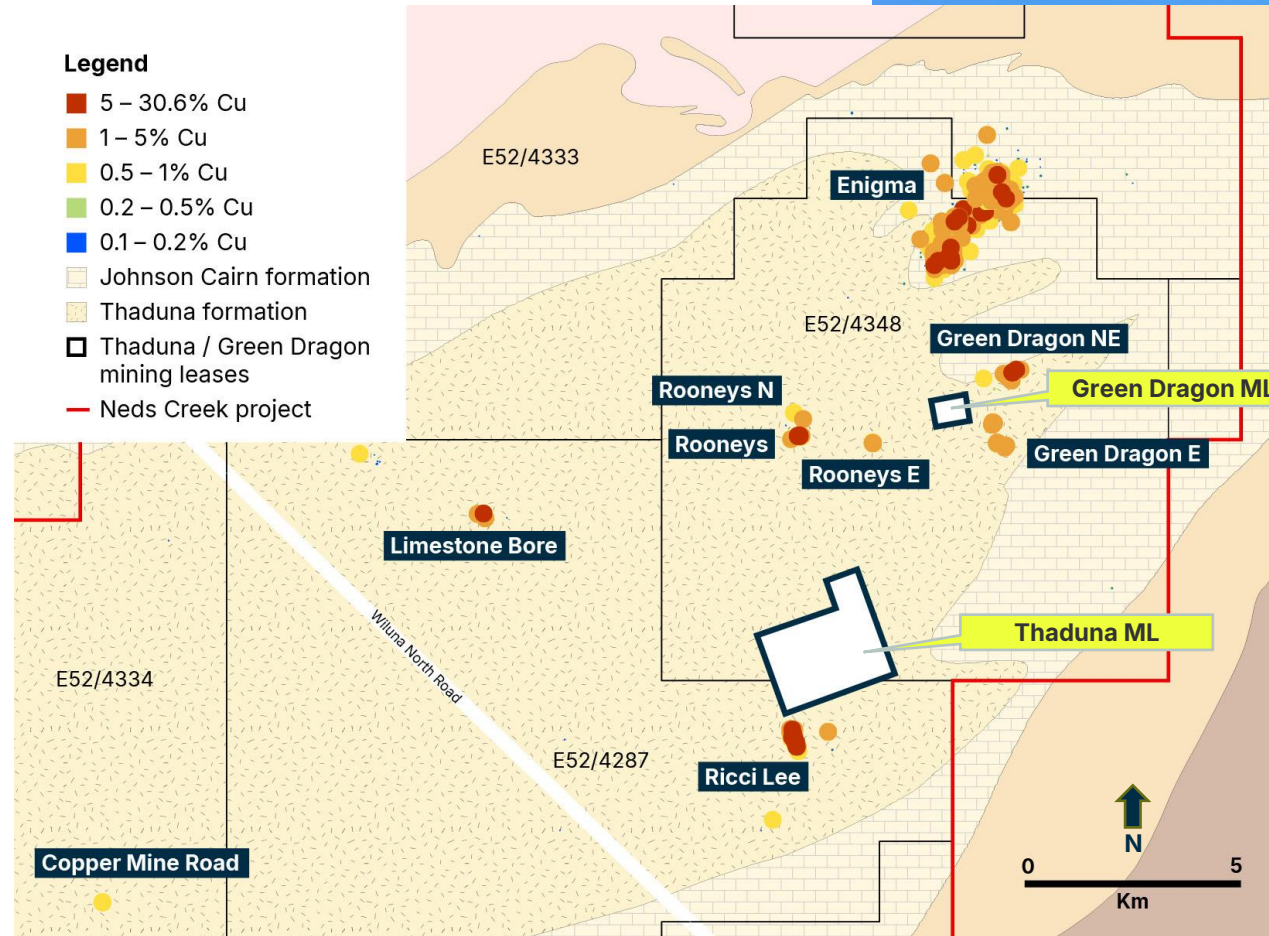 Legend
5 – 30.6% Cu
1 – 5% Cu
0.5 – 1% Cu
0.2 – 0.5% Cu
0.1 – 0.2% Cu
Johnson Cairn formation
Thaduna formation
Thaduna / Green Dragon
mining leases
Neds Creek project
E52/4333
Enigma
E52/4348
Green Dragon NE
Rooneys N
Green Dragon ML
Rooneys
Green Dragon E
Rooneys E
Limestone Bore
Wiluna North Road
Thaduna ML
E52/4334
E52/4287
Ricci Lee
Copper Mine Road
N
0 5
Km